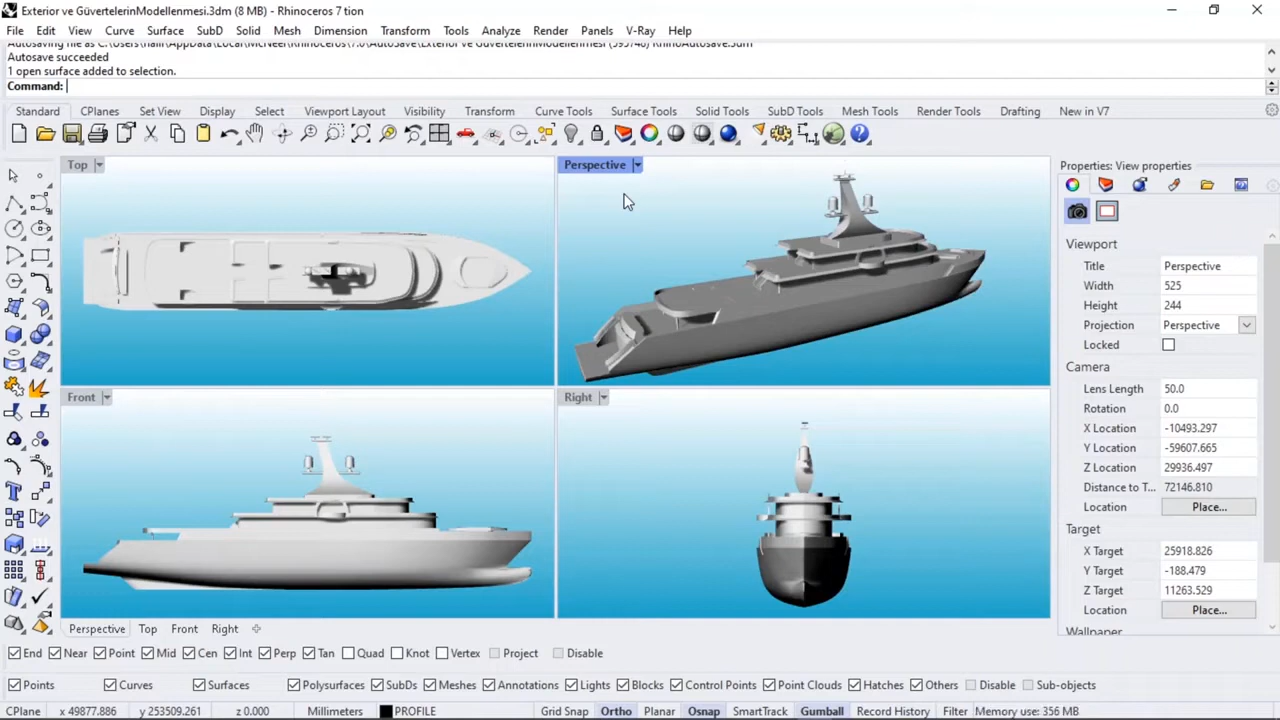 Exterior ve GüvertelerinModellenmesi.3dm (8 MB) - Rhinoceros 7 tion
File Edit View Curve Surface SubD Solid Mesh Dimension Transform Tools Analyze Render Panels V-Ray Help
Autosave succeeded
1 open surface added to selection.
Command:
Standard CPlanes Set View Display Select Viewport Layout Visibility Transform Curve Tools Surface Tools Solid Tools SubD Tools Mesh Tools Render Tools Drafting New in V7
Top
Perspective
Properties: View properties
Viewport
Title Perspective
Width 525
Height 244
Projection Perspective
Locked
Camera
Lens Length 50.0
Rotation 0.0
X Location -10493.297
Y Location -59607.665
Z Location 29936.497
Distance to T... 72146.810
Location Place...
Target
X Target 25918.826
Y Target -188.479
Z Target 11263.529
Location Place...
Wallpaper
Front
Right
Perspective Top Front Right
End Near Point Mid Cen Int Perp Tan Quad Knot Vertex Project Disable
Points Curves Surfaces Polysurfaces SubDs Meshes Annotations Lights Blocks Control Points Point Clouds Hatches Others Disable Sub-objects
CPlane x 49877.886 y 253509.261 z 0.000 Millimeters PROFILE Grid Snap Ortho Planar Osnap SmartTrack Gumball Record History Filter Memory use: 356 MB